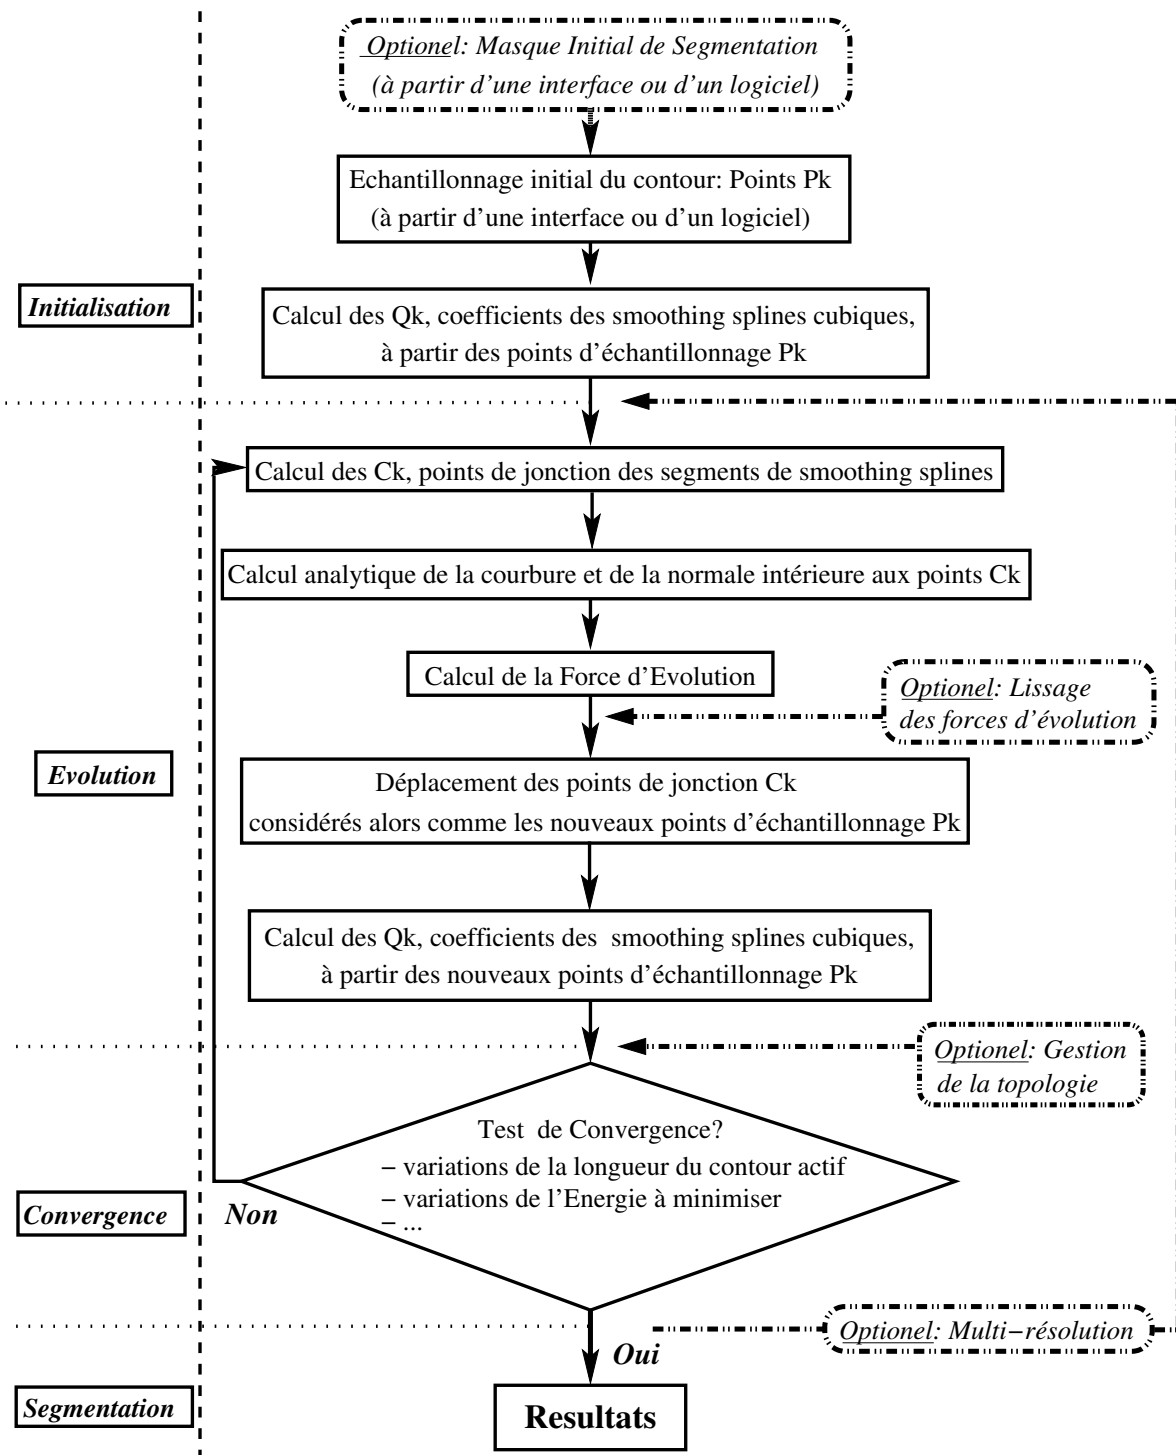 Optionel: Masque Initial de Segmentation
(à partir d'une interface ou d'un logiciel)
Echantillonnage initial du contour: Points Pk
(à partir d'une interface ou d'un logiciel)
Initialisation
Calcul des Qk, coefficients des smoothing splines cubiques,
à partir des points d'échantillonnage Pk
Calcul des Ck, points de jonction des segments de smoothing splines
Calcul analytique de la courbure et de la normale intérieure aux points Ck
Calcul de la Force d'Evolution
Optionel: Lissage
des forces d'évolution
Evolution
Déplacement des points de jonction Ck
considérés alors comme les nouveaux points d'échantillonnage Pk
Calcul des Qk, coefficients des smoothing splines cubiques,
à partir des nouveaux points d'échantillonnage Pk
Optionel: Gestion
de la topologie
Test de Convergence?
− variations de la longueur du contour actif
− variations de l'Energie à minimiser
− ...
Convergence
Non
Optionel: Multi−résolution
Oui
Segmentation
Resultats